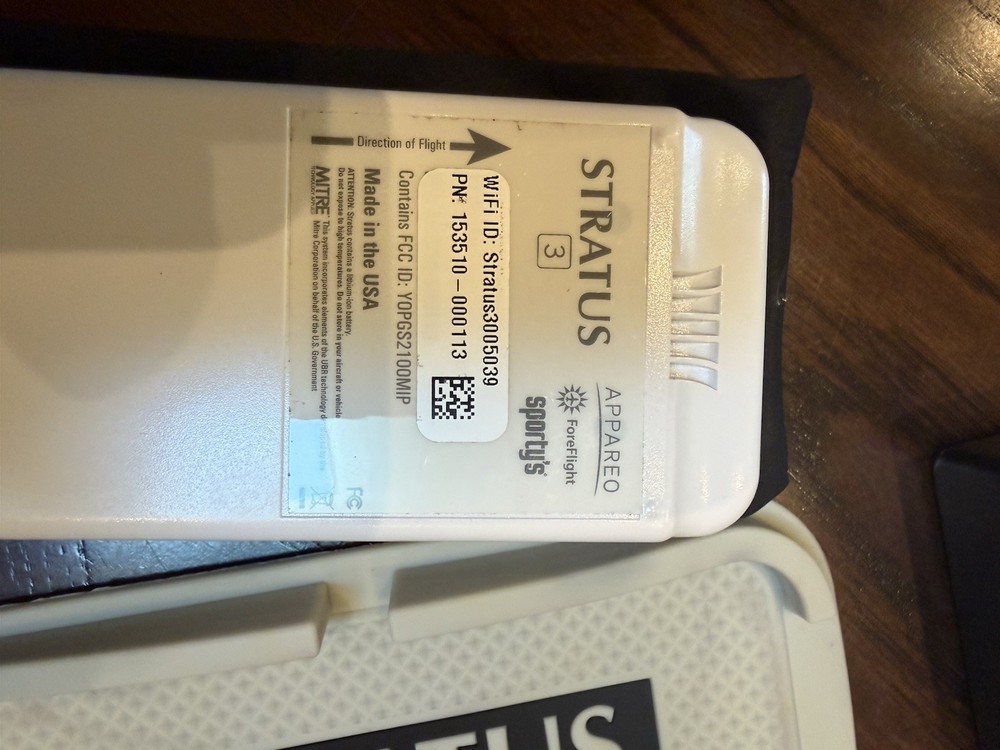 STRATUS
3
APPAREO
ForeFlight
sporty's
Direction of Flight
WiFi ID: Stratus3005039
PN: 153510-000113
Contains FCC ID: YOPGS2100MIP
Made in the USA
ATTENTION: Stratus contains a lithium-ion battery.
Do not expose to high temperatures. Do not store in your aircraft or vehicle
MITRE This system incorporates elements of the UBR technology
Mitre Corporation on behalf of the U.S. Government
FC
ATUS